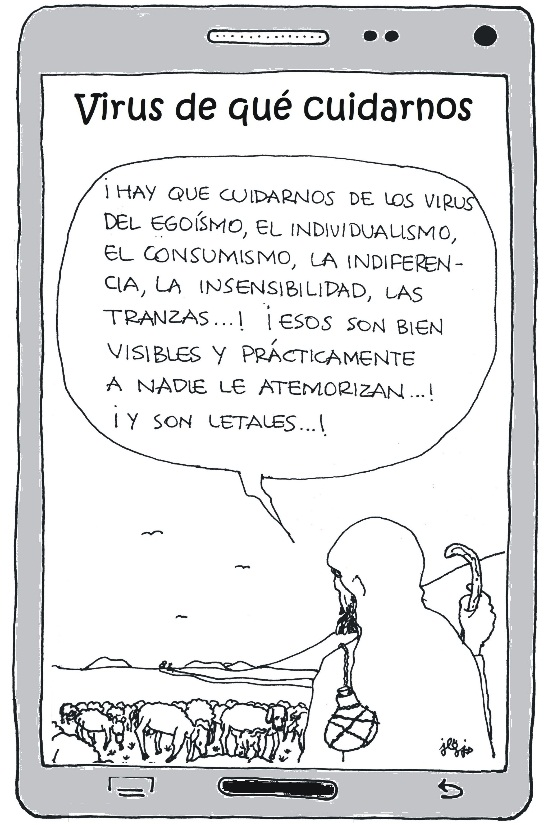 Virus de qué cuidarnos
¡HAY QUE CUIDARNOS DE LOS VIRUS
DEL EGOÍSMO, EL INDIVIDUALISMO,
EL CONSUMISMO, LA INDIFEREN-
CIA, LA INSENSIBILIDAD, LAS
TRANZAS...! ¡ESOS SON BIEN
VISIBLES Y PRÁCTICAMENTE
A NADIE LE ATEMORIZAN...!
¡Y SON LETALES...!